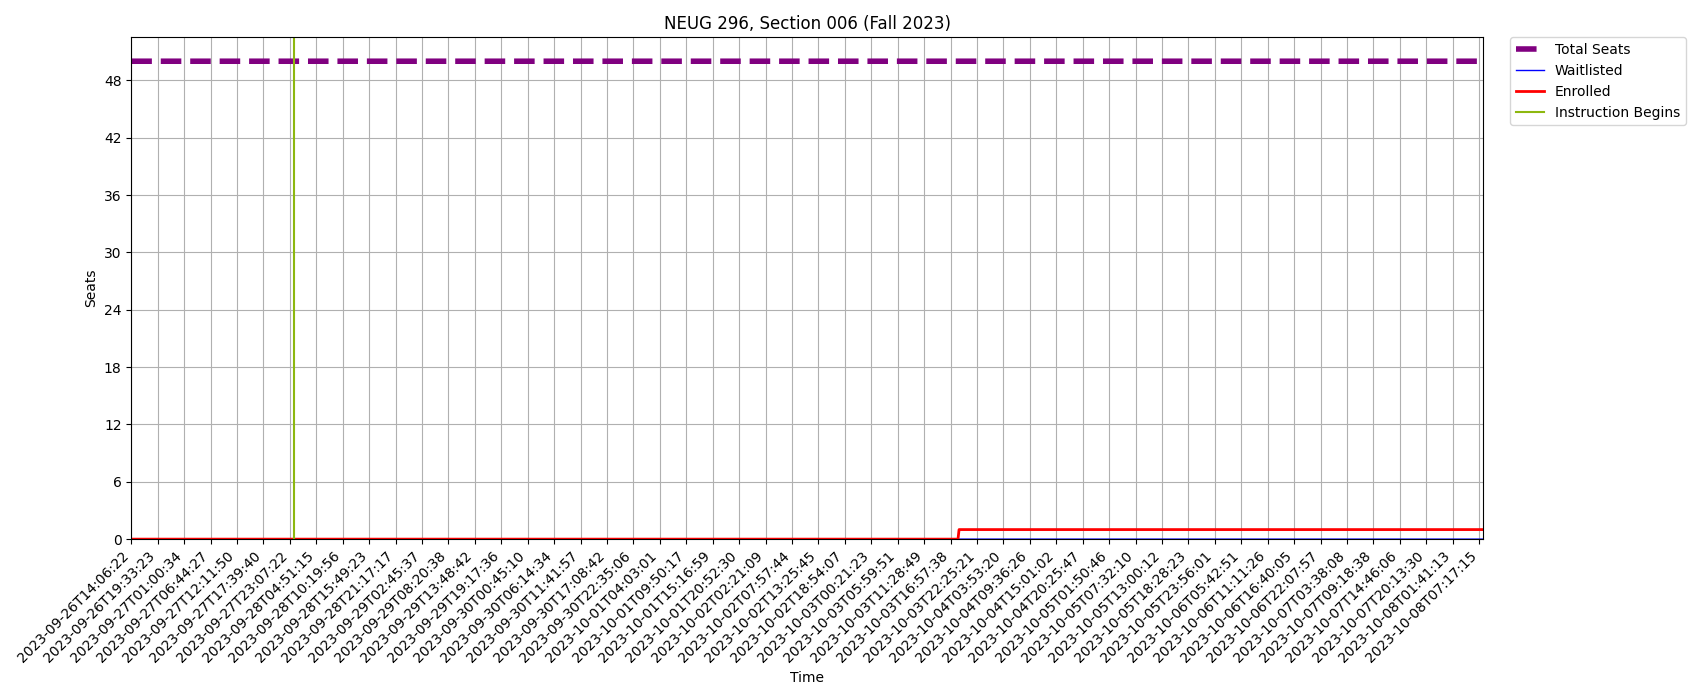 NEUG 296, Section 006 (Fall 2023)
Total Seats
Waitlisted
Enrolled
Instruction Begins
Seats
48
42
36
30
24
18
12
6
0
2023-09-26T14:06:22
2023-09-26T19:33:23
2023-09-27T01:00:34
2023-09-27T06:44:27
2023-09-27T12:11:50
2023-09-27T17:39:40
2023-09-27T23:07:22
2023-09-28T04:51:15
2023-09-28T10:19:56
2023-09-28T15:49:23
2023-09-28T21:17:17
2023-09-29T02:45:37
2023-09-29T08:20:38
2023-09-29T13:48:42
2023-09-29T19:17:36
2023-09-30T00:45:10
2023-09-30T06:14:34
2023-09-30T11:41:57
2023-09-30T17:08:42
2023-09-30T22:35:06
2023-10-01T04:03:01
2023-10-01T09:50:17
2023-10-01T15:16:59
2023-10-01T20:52:30
2023-10-02T02:21:09
2023-10-02T07:57:44
2023-10-02T13:25:45
2023-10-02T18:54:07
2023-10-03T00:21:23
2023-10-03T05:59:51
2023-10-03T11:28:49
2023-10-03T16:57:38
2023-10-03T22:25:21
2023-10-04T03:53:20
2023-10-04T09:36:26
2023-10-04T15:01:02
2023-10-04T20:25:47
2023-10-05T01:50:46
2023-10-05T07:32:10
2023-10-05T13:00:12
2023-10-05T18:28:23
2023-10-05T23:56:01
2023-10-06T05:42:51
2023-10-06T11:11:26
2023-10-06T16:40:05
2023-10-06T22:07:57
2023-10-07T03:38:08
2023-10-07T09:18:38
2023-10-07T14:46:06
2023-10-07T20:13:30
2023-10-08T01:41:13
2023-10-08T07:17:15
Time